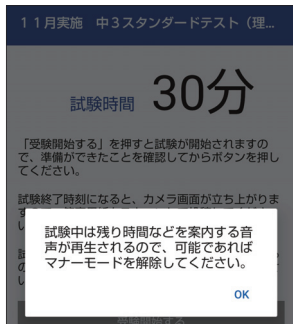 11月実施 中3スタンダードテスト（理...
試験時間 30分
「受験開始する」を押すと試験が開始されますの
で、準備ができたことを確認してからボタンを押し
てください。
試験終了時刻になると、カメラ画面が立ち上がりま
試験中は残り時間などを案内する音
声が再生されるので、可能であれば
マナーモードを解除してください。
OK
受験開始する